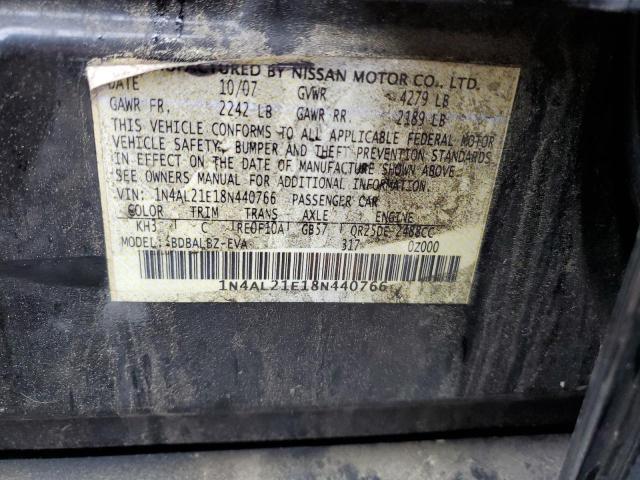 MANUFACTURED BY NISSAN MOTOR CO., LTD.
DATE 10/07 GVWR 4279 LB
GAWR FR. 2242 LB GAWR RR. 2189 LB
THIS VEHICLE CONFORMS TO ALL APPLICABLE FEDERAL MOTOR
VEHICLE SAFETY, BUMPER AND THEFT PREVENTION STANDARDS
IN EFFECT ON THE DATE OF MANUFACTURE SHOWN ABOVE.
SEE OWNERS MANUAL FOR ADDITIONAL INFORMATION.
VIN: 1N4AL21E18N440766 PASSENGER CAR
COLOR TRIM TRANS AXLE ENGINE
KH3 C RE0F10A GB57 QR25DE 2488CC
MODEL: BDBALBZ-EVA 317 0Z000
1N4AL21E18N440766